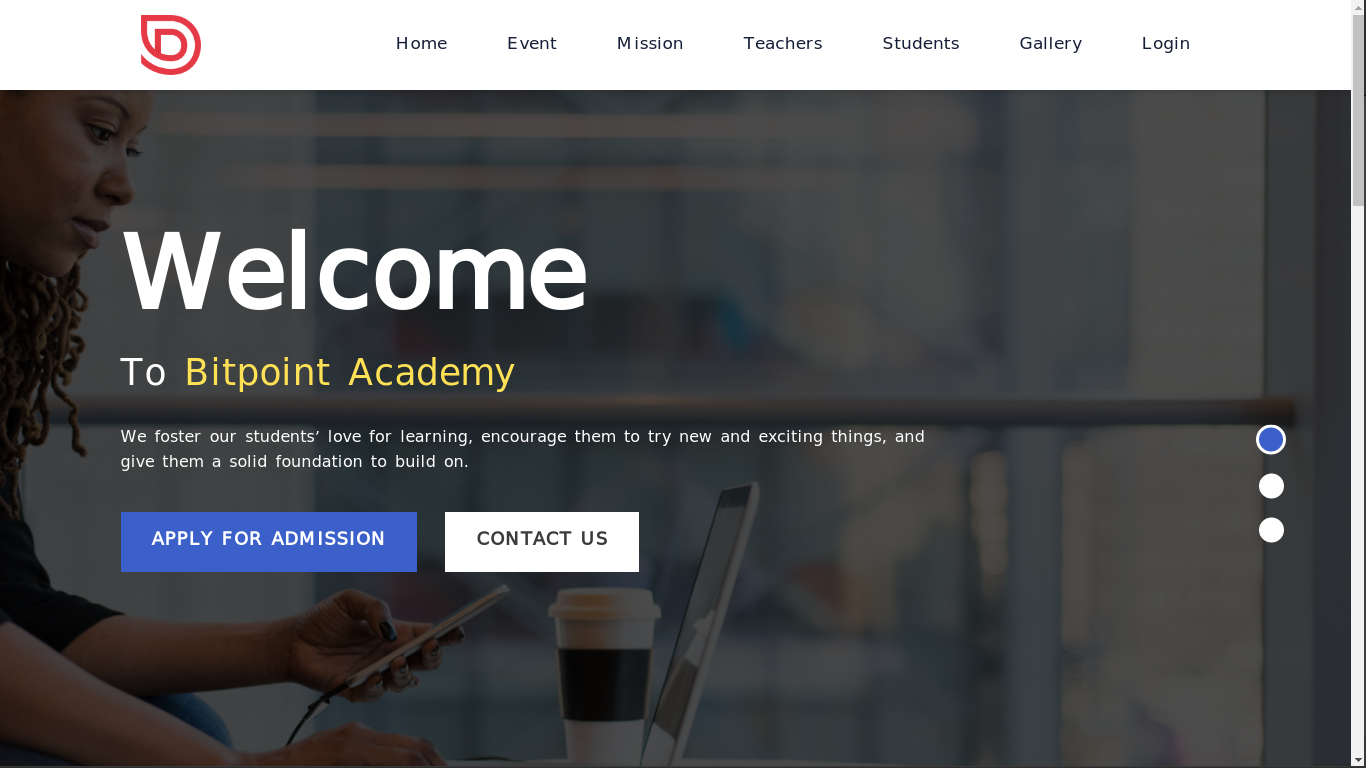 Home Event Mission Teachers Students Gallery Login
Welcome
To Bitpoint Academy
We foster our students’ love for learning, encourage them to try new and exciting things, and
give them a solid foundation to build on.
APPLY FOR ADMISSION CONTACT US